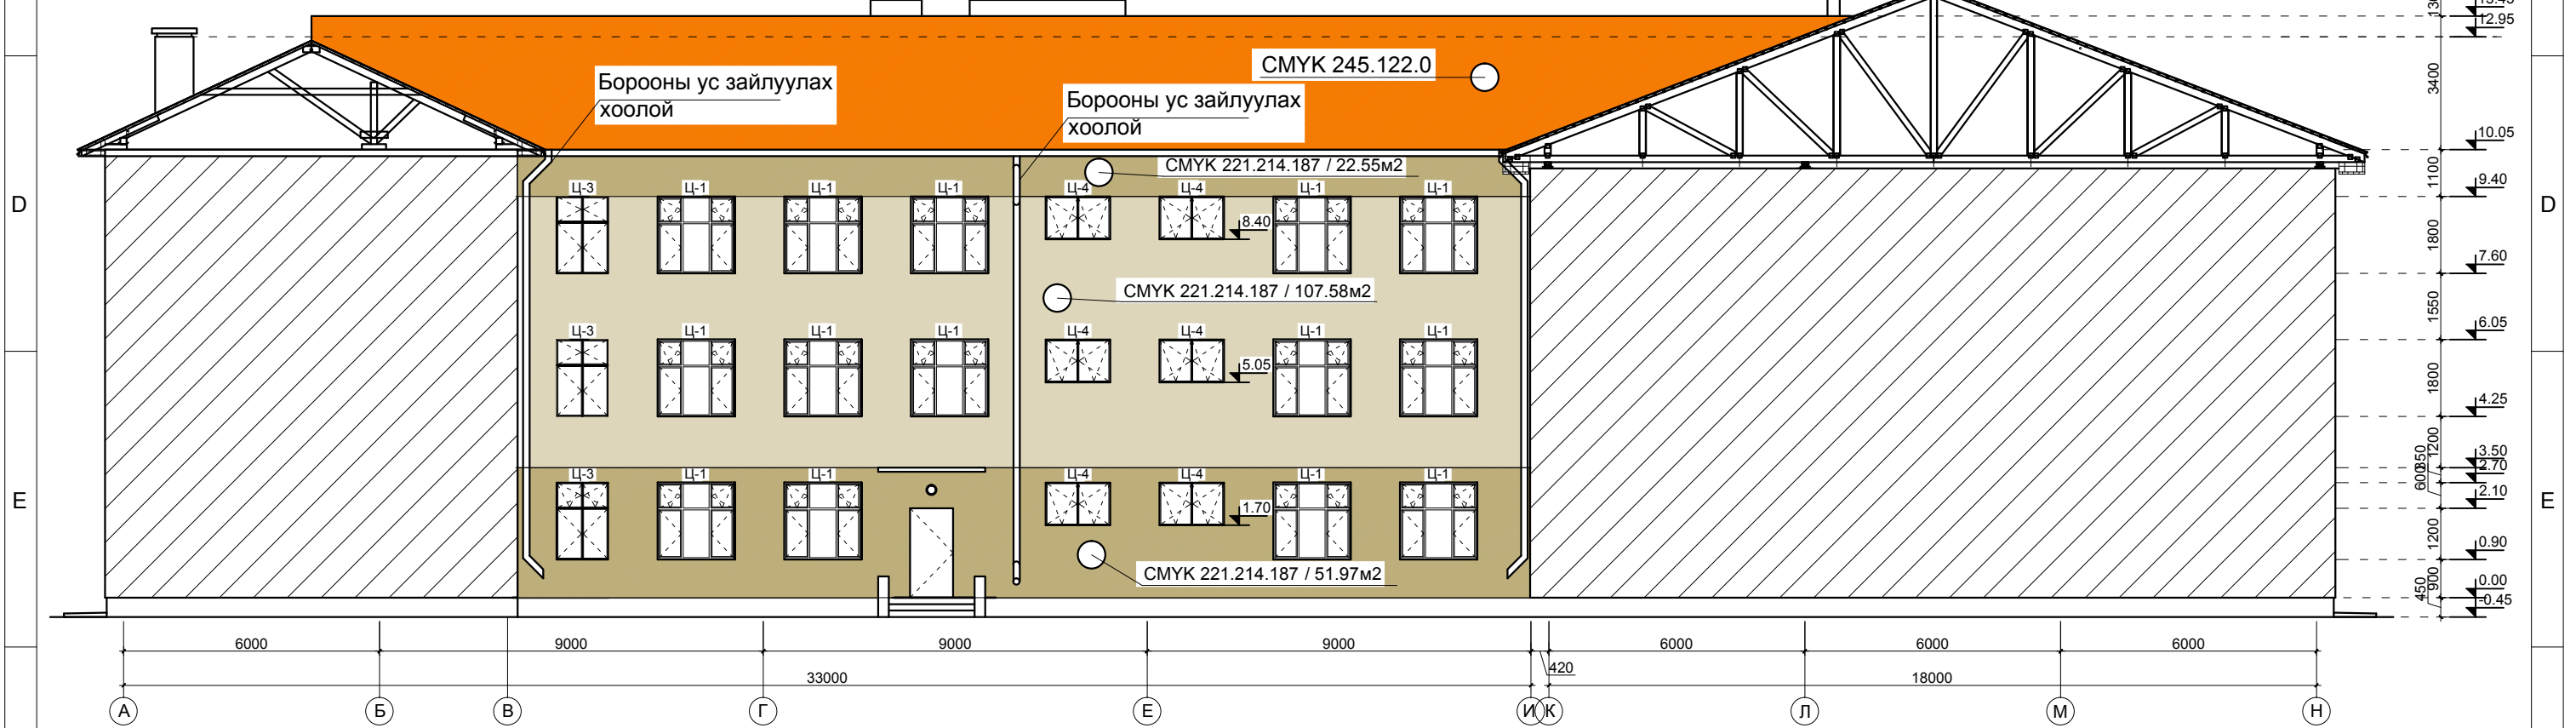 13.45
12.95
CMYK 245.122.0
Борооны ус зайлуулах
хоолой
Борооны ус зайлуулах
хоолой
3400
10.05
CMYK 221.214.187 / 22.55м2
1100
9.40
D
D
Ц-3 Ц-1 Ц-1 Ц-1 Ц-4 Ц-4 Ц-1 Ц-1
8.40
1800
7.60
CMYK 221.214.187 / 107.58м2
1550
6.05
Ц-3 Ц-1 Ц-1 Ц-1 Ц-4 Ц-4 Ц-1 Ц-1
5.05
1800
4.25
1200
3.50
850
2.70
600
Ц-3 Ц-1 Ц-1 Ц-4 Ц-4 Ц-1 Ц-1
E
E
2.10
1.70
1200
0.90
CMYK 221.214.187 / 51.97м2
900
0.00
450
-0.45
6000 9000 9000 9000 6000 6000 6000
420
33000 18000
А Б В Г Е И К Л М Н